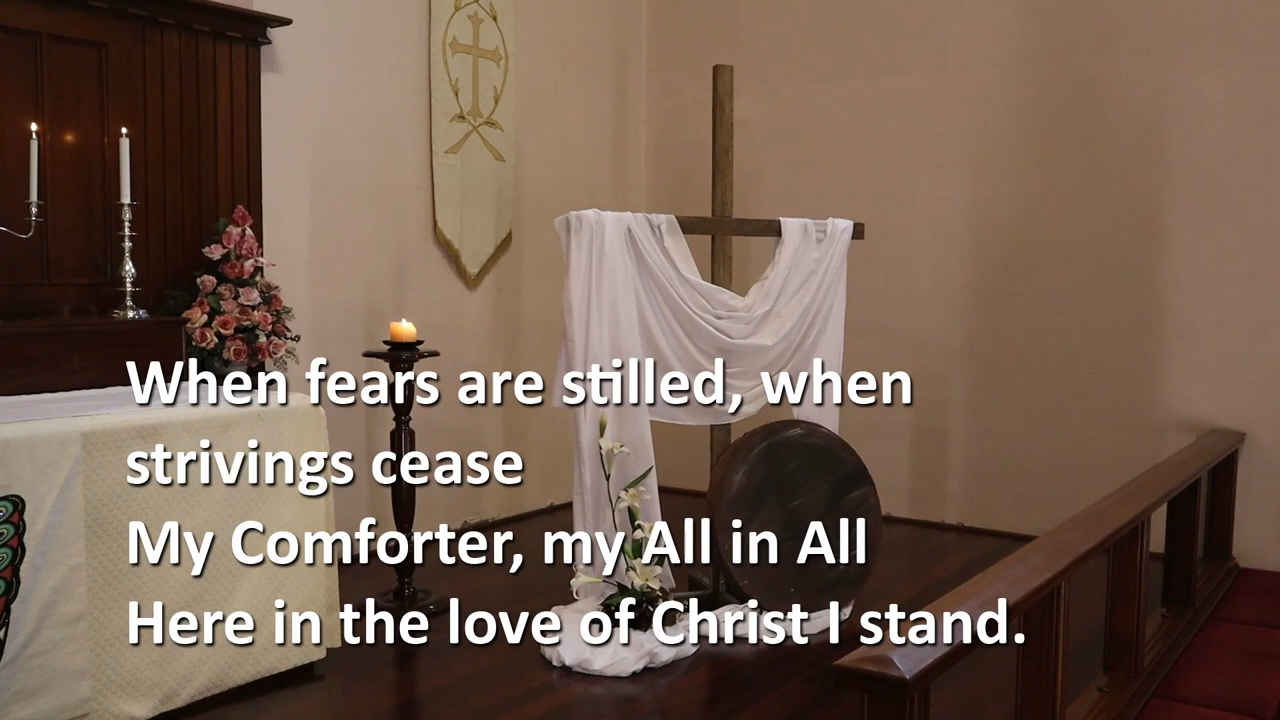 When fears are stilled, when
strivings cease
My Comforter, my All in All
Here in the love of Christ I stand.